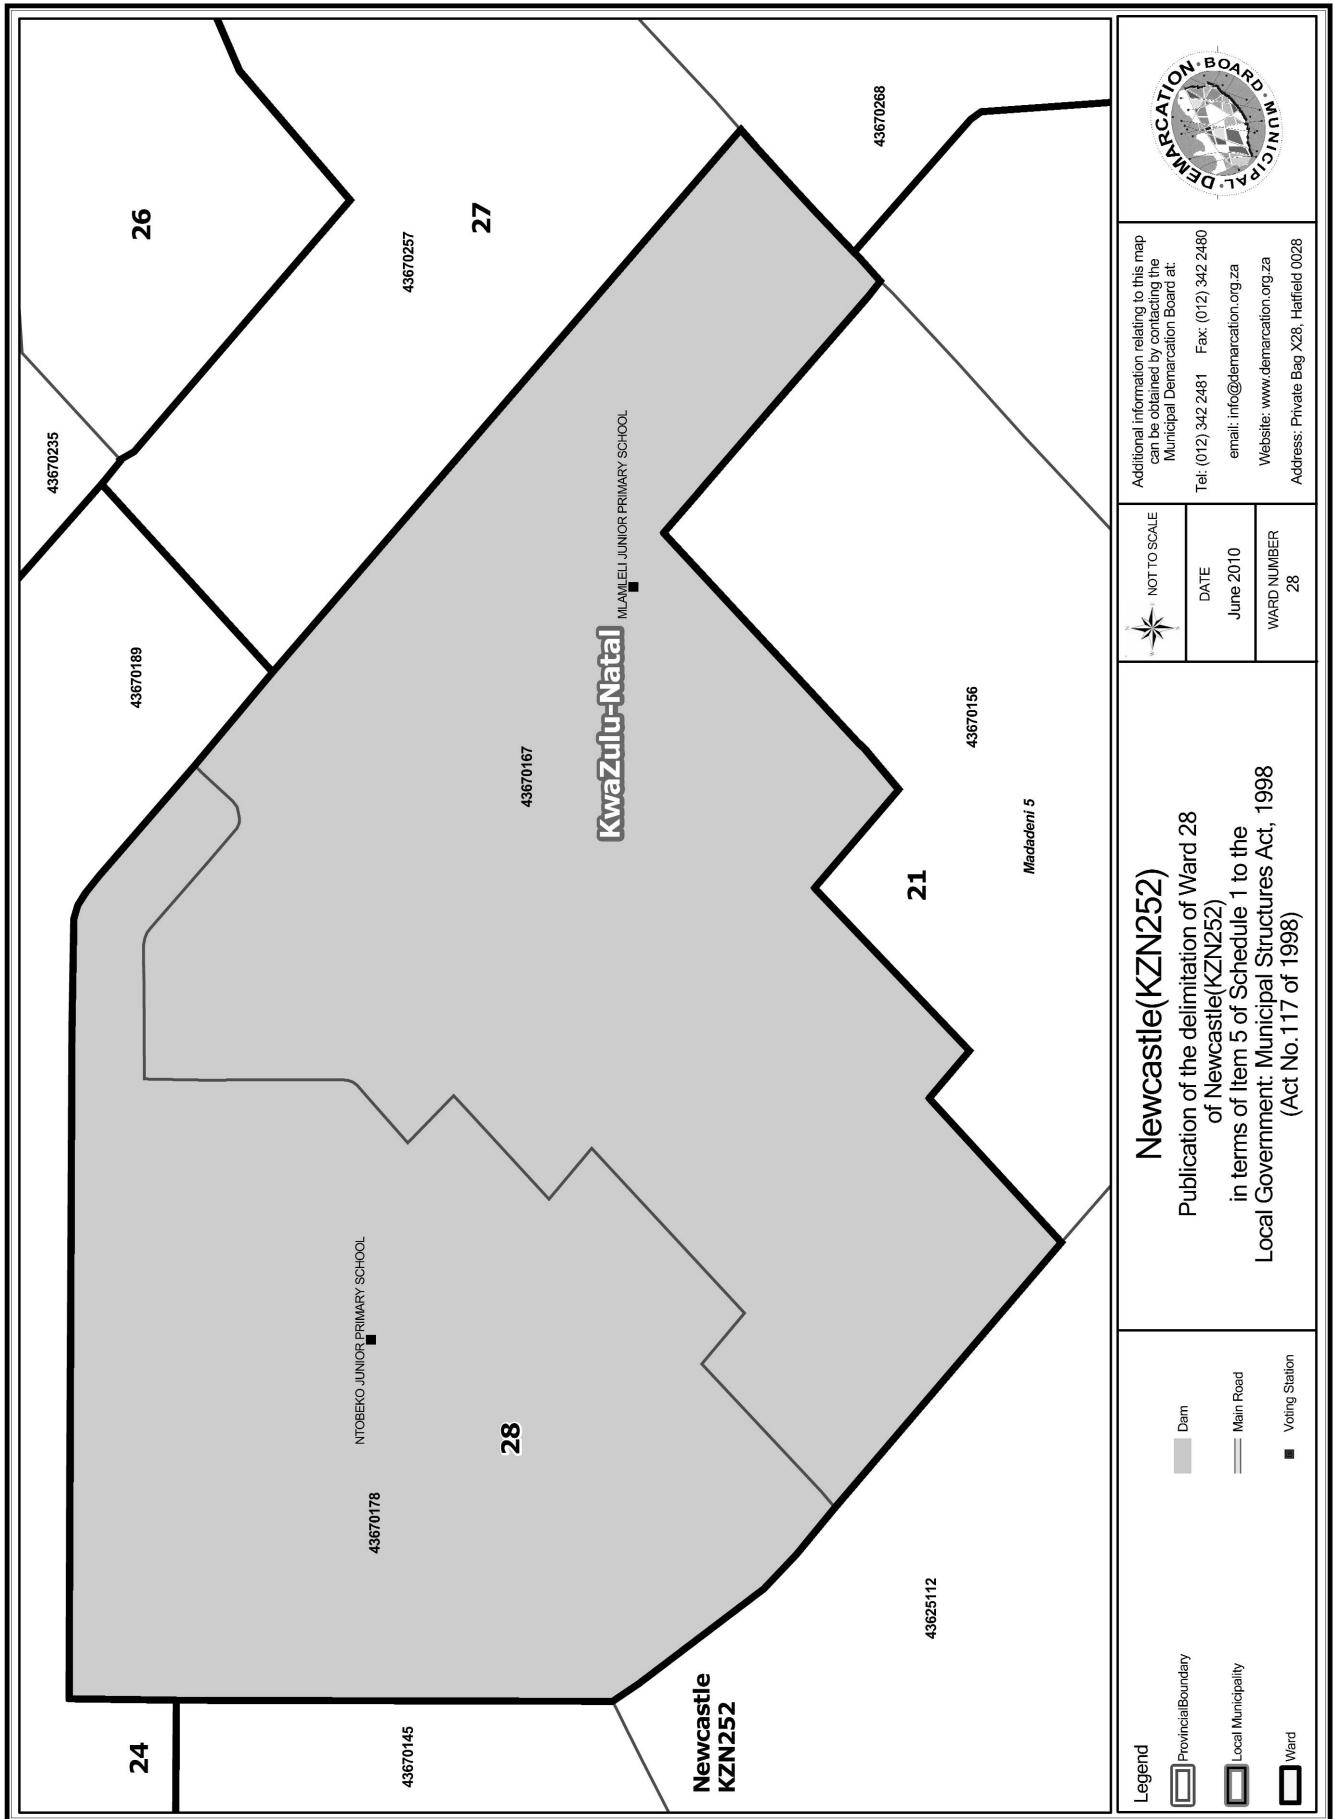 26
27
43670257
43670235
43670268
43670189
MLAMLELI JUNIOR PRIMARY SCHOOL
KwaZulu-Natal
43670167
43670156
Madadeni 5
21
NTOBEKO JUNIOR PRIMARY SCHOOL
28
43670178
43625112
24
43670145
Newcastle
KZN252
Legend
ProvincialBoundary
Local Municipality
Ward
Dam
Main Road
Voting Station
Newcastle(KZN252)
Publication of the delimitation of Ward 28
of Newcastle(KZN252)
in terms of Item 5 of Schedule 1 to the
Local Government: Municipal Structures Act, 1998
(Act No.117 of 1998)
NOT TO SCALE
DATE
June 2010
WARD NUMBER
28
Additional information relating to this map
can be obtained by contacting the
Municipal Demarcation Board at:
Tel: (012) 342 2481 Fax: (012) 342 2480
email: info@demarcation.org.za
Website: www.demarcation.org.za
Address: Private Bag X28, Hatfield 0028
MUNICIPAL • DEMARCATION • BOARD •